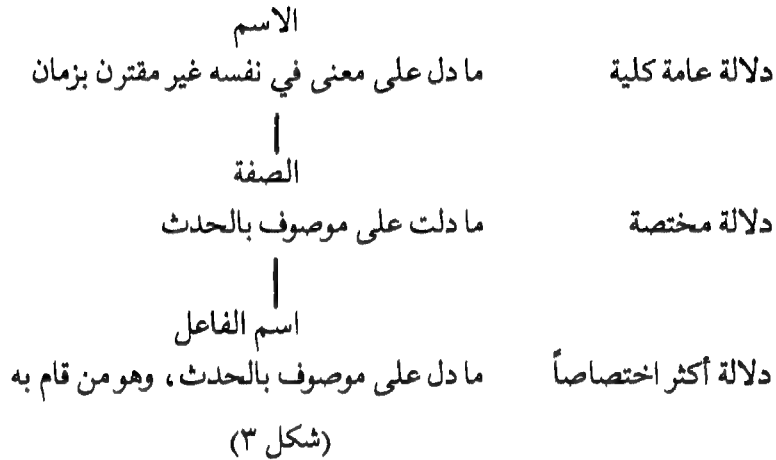 الاسم
دلالة عامة كلية ما دل على معنى في نفسه غير مقترن بزمان
الصفة
دلالة مختصة ما دلت على موصوف بالحدث
اسم الفاعل
دلالة أكثر اختصاصاً ما دل على موصوف بالحدث، وهو من قام به
(شكل ٣)